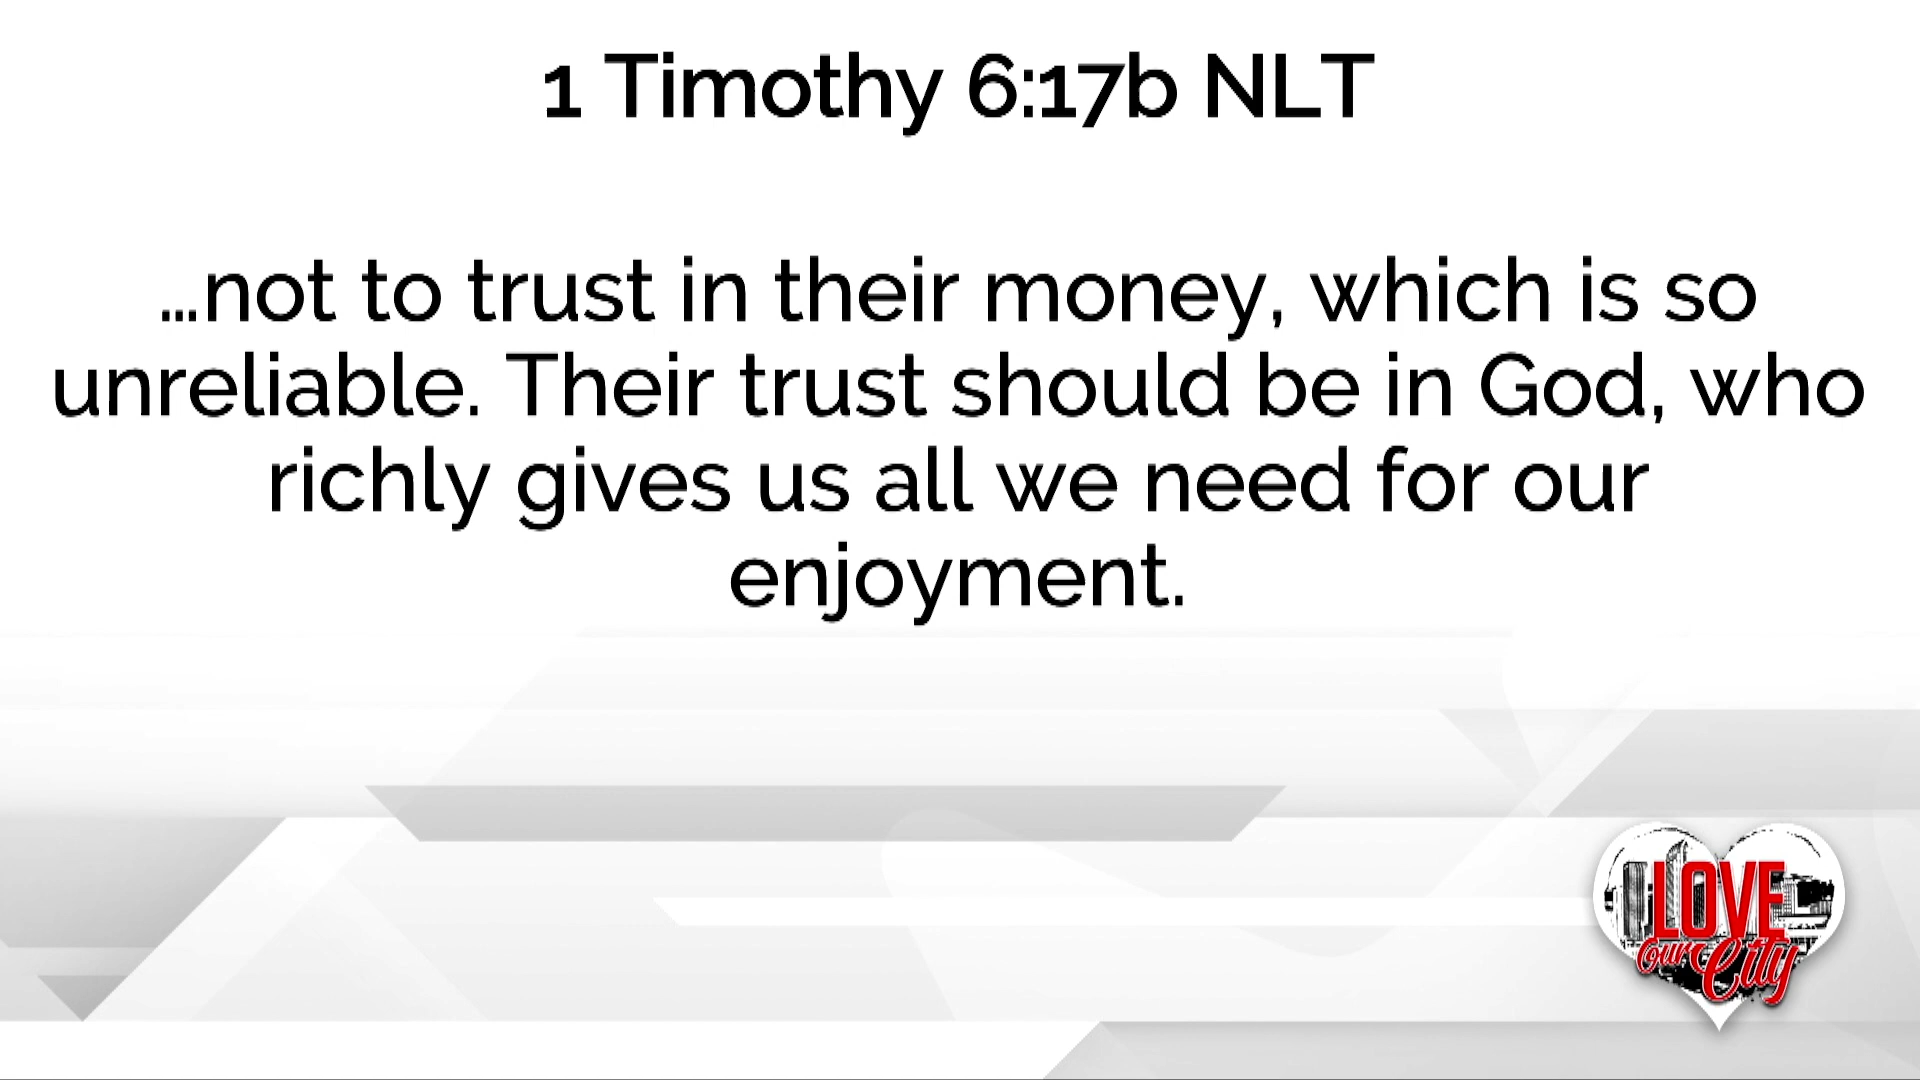 1 Timothy 6:17b NLT
...not to trust in their money, which is so
unreliable. Their trust should be in God, who
richly gives us all we need for our
enjoyment.
LOVE
Our City